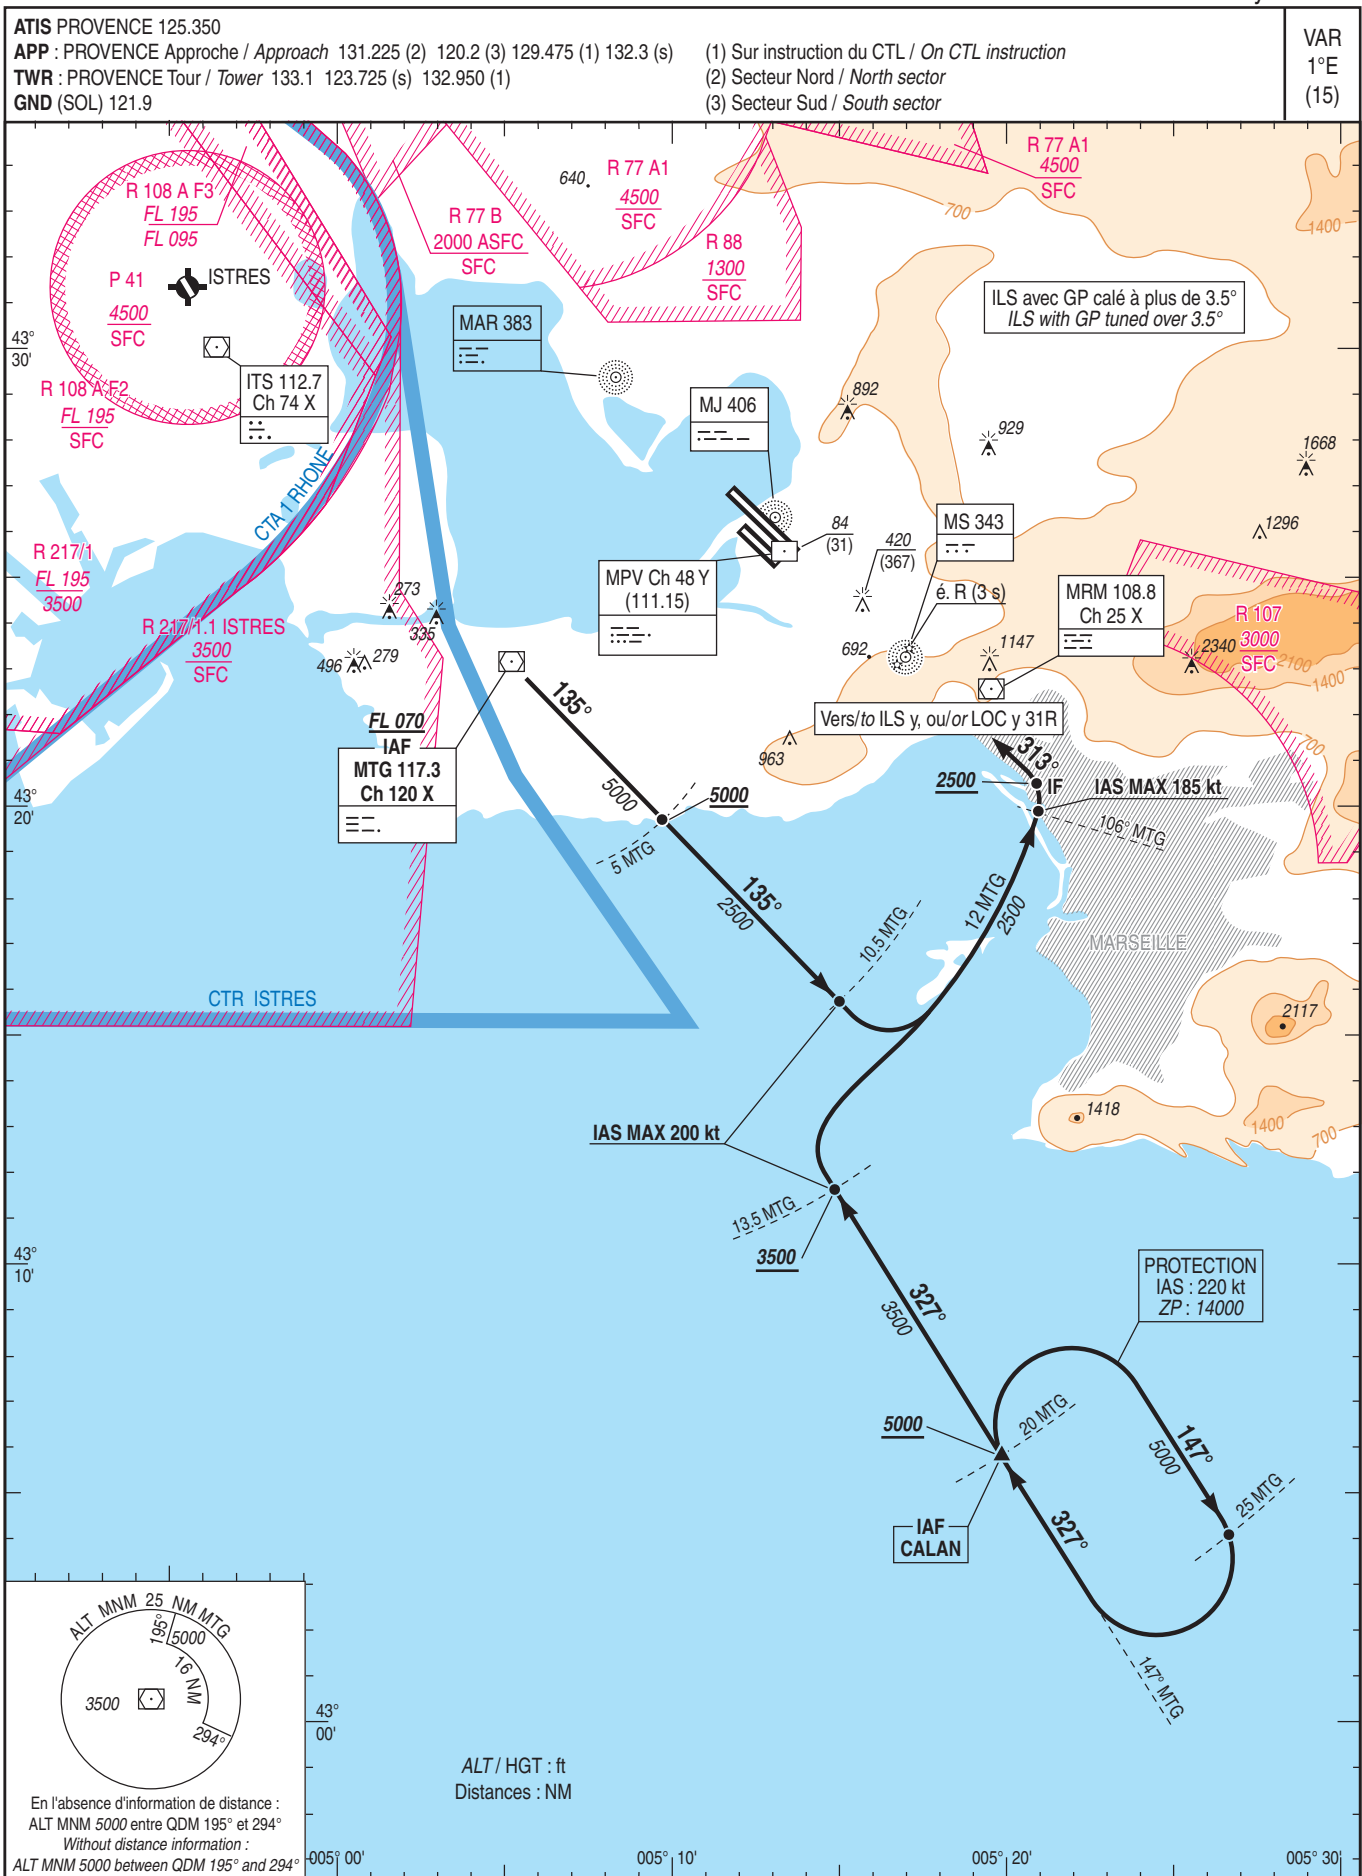 ATIS PROVENCE 125.350
APP : PROVENCE Approche / Approach 131.225 (2) 120.2 (3) 129.475 (1) 132.3 (s)
TWR : PROVENCE Tour / Tower 133.1 123.725 (s) 132.950 (1)
GND (SOL) 121.9
(1) Sur instruction du CTL / On CTL instruction
(2) Secteur Nord / North sector
(3) Secteur Sud / South sector
VAR
1°E
(15)
R 108 A F3
FL 195
FL 095
P 41
4500
SFC
ISTRES
R 108 A F2
FL 195
SFC
ITS 112.7
Ch 74 X
R 77 B
2000 ASFC
SFC
640
R 77 A1
4500
SFC
R 88
1300
SFC
R 77 A1
4500
SFC
700
1400
ILS avec GP calé à plus de 3.5°
ILS with GP tuned over 3.5°
43°
30'
MAR 383
MJ 406
892
929
1668
1296
CTA 1 RHONE
R 217/1
FL 195
3500
R 217/1.1 ISTRES
3500
SFC
273
335
496
279
84
(31)
420
(367)
MS 343
é. R (3 s)
MPV Ch 48 Y
(111.15)
692
1147
MRM 108.8
Ch 25 X
R 107
3000
SFC
2340
2100
1400
700
FL 070
IAF
MTG 117.3
Ch 120 X
135°
5000
5000
5 MTG
963
Vers/to ILS y, ou/or LOC y 31R
313°
2500
IF
IAS MAX 185 kt
106° MTG
43°
20'
135°
2500
10.5 MTG
12 MTG
2500
MARSEILLE
CTR ISTRES
2117
1418
1400
700
IAS MAX 200 kt
13.5 MTG
3500
43°
10'
327°
3500
PROTECTION
IAS : 220 kt
ZP : 14000
5000
20 MTG
147°
5000
25 MTG
IAF
CALAN
327°
147° MTG
ALT MNM 25 NM MTG
195°
5000
16 NM
3500
294°
43°
00'
En l'absence d'information de distance :
ALT MNM 5000 entre QDM 195° et 294°
Without distance information :
ALT MNM 5000 between QDM 195° and 294°
ALT / HGT : ft
Distances : NM
005° 00'
005° 10'
005° 20'
005° 30'